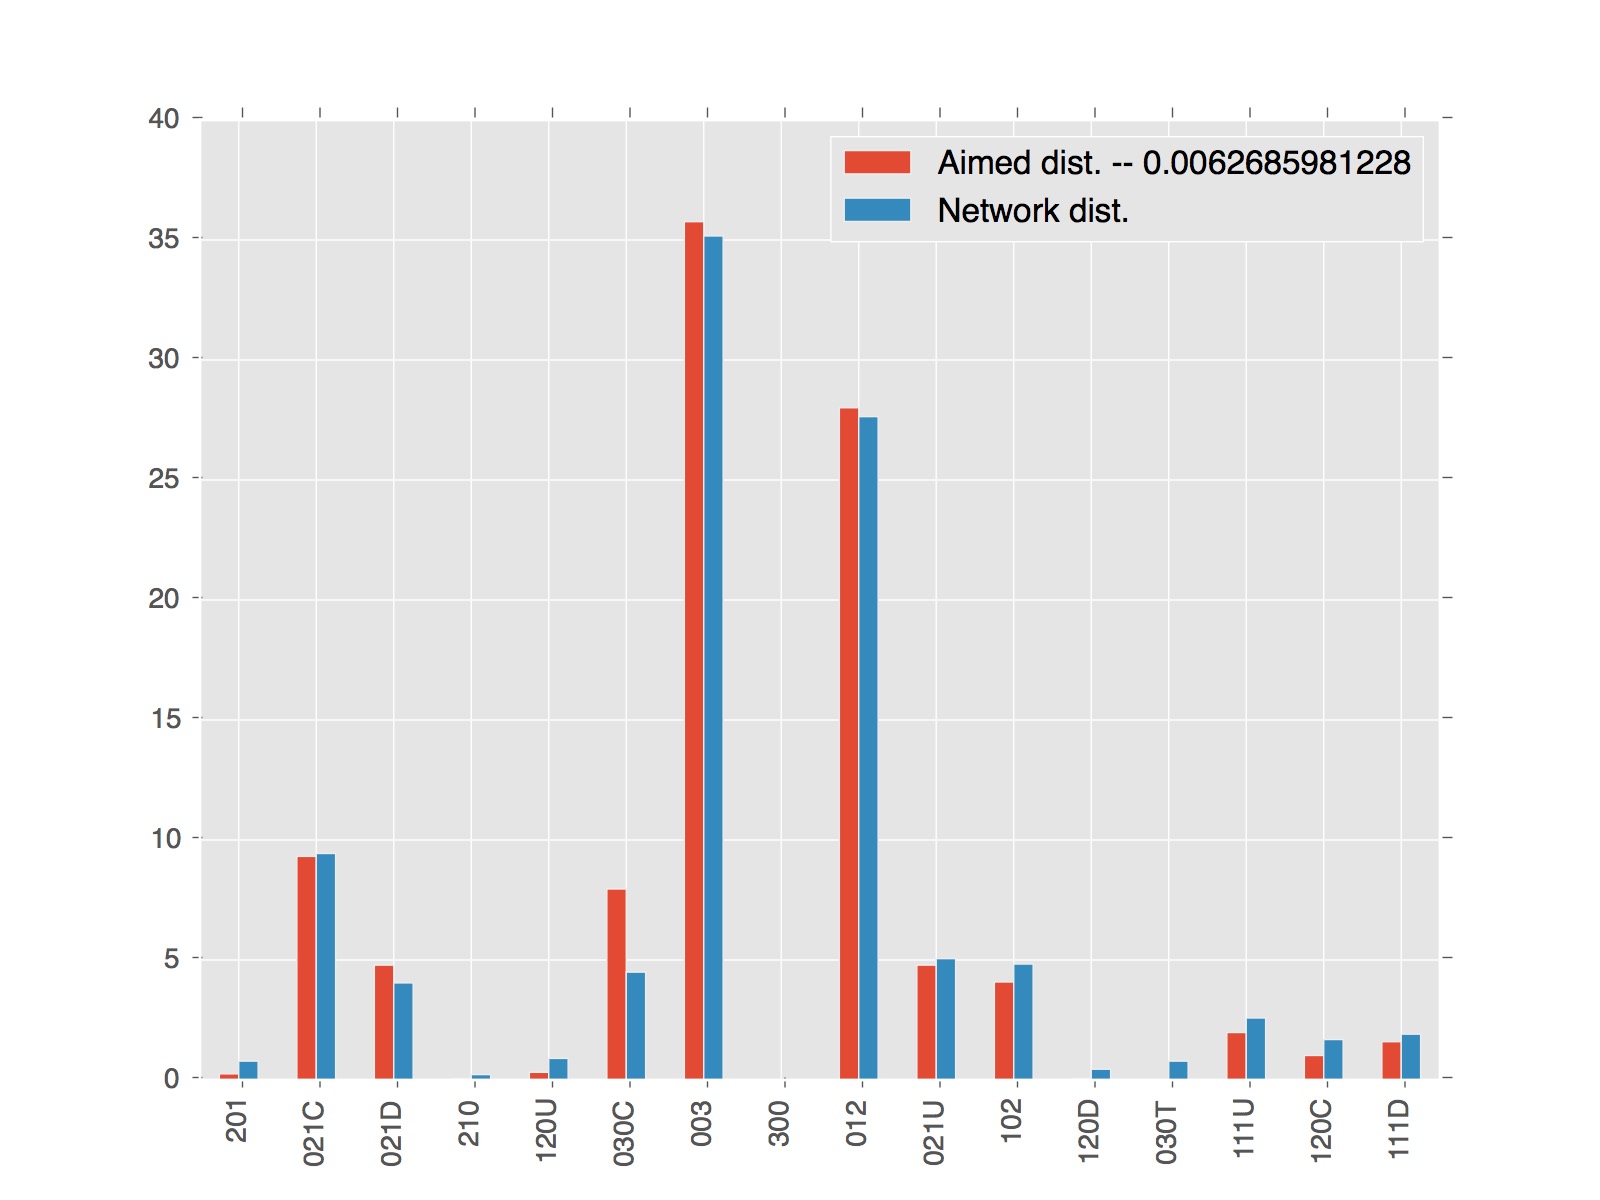 40
35
30
25
20
15
10
5
0
Aimed dist. -- 0.0062685981228
Network dist.
201
021C
021D
210
120U
030C
003
300
012
021U
102
120D
030T
111U
120C
111D